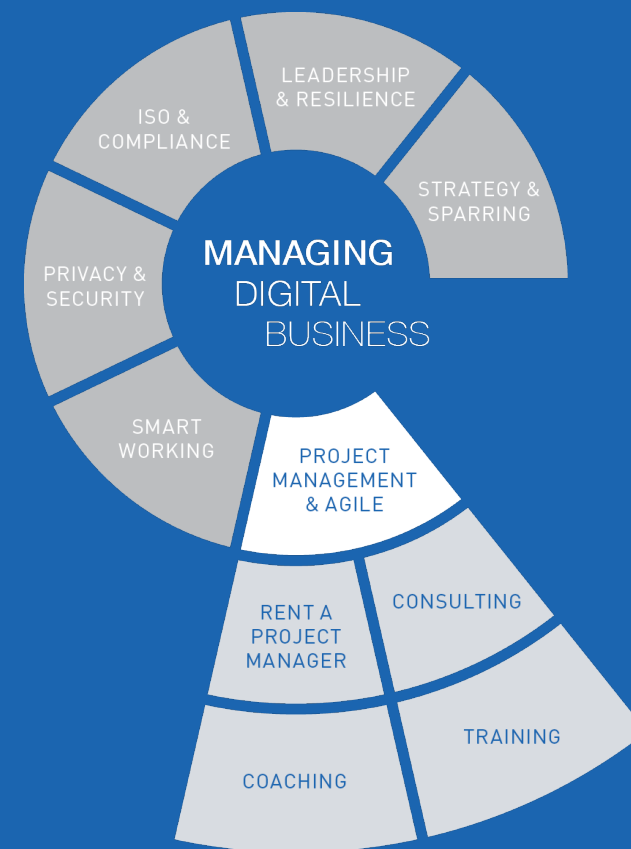 LEADERSHIP
& RESILIENCE
ISO &
COMPLIANCE
STRATEGY &
SPARRING
MANAGING
DIGITAL
BUSINESS
PRIVACY &
SECURITY
SMART
WORKING
PROJECT
MANAGEMENT
& AGILE
RENT A
PROJECT
MANAGER
CONSULTING
COACHING
TRAINING